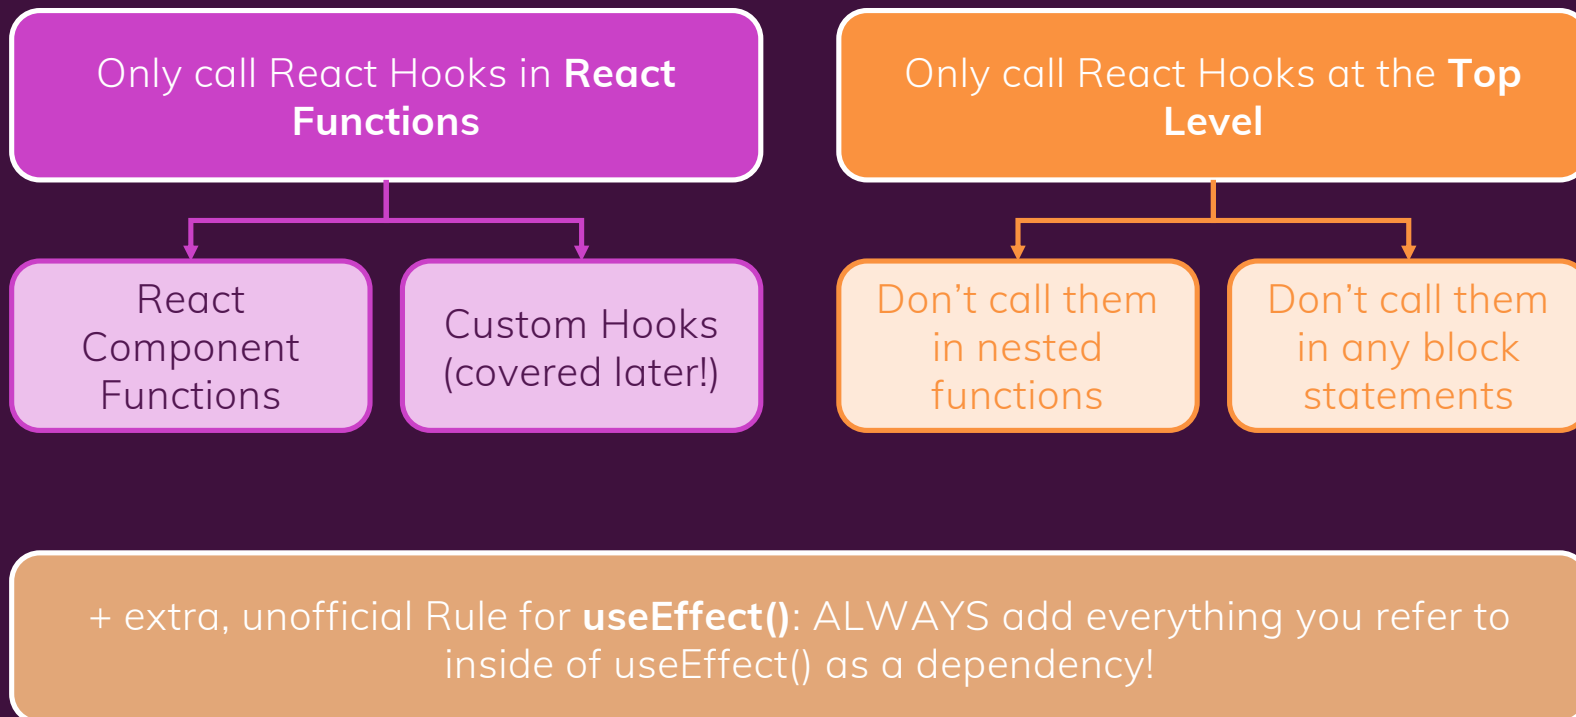 Only call React Hooks in React
Functions
Only call React Hooks at the Top
Level
React
Component
Functions
Custom Hooks
(covered later!)
Don’t call them
in nested
functions
Don’t call them
in any block
statements
+ extra, unofficial Rule for useEffect(): ALWAYS add everything you refer to
inside of useEffect() as a dependency!